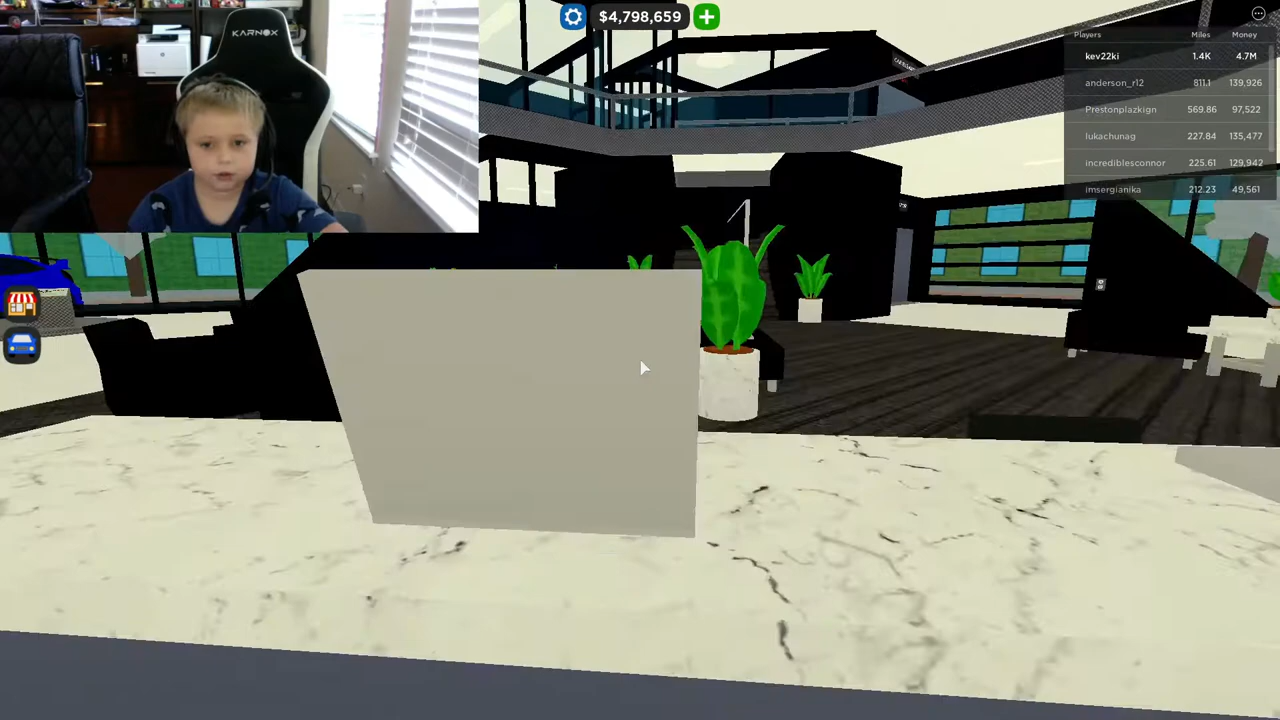 KARNOX
$4,798,659
Players Miles Money
kev22ki 1.4K 4.7M
anderson_rl2 811.1 139,926
Prestonplazkign 569.86 97,522
lukachunag 227.84 135,477
incrediblesconnor 225.61 129,942
imsergianika 212.23 49,561